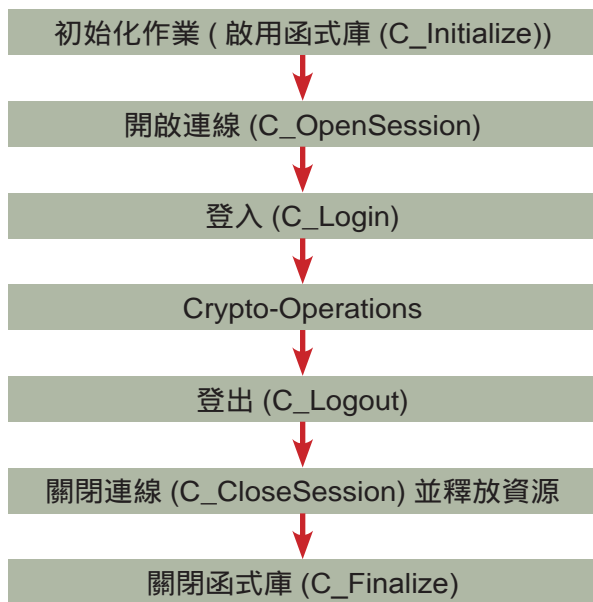 初始化作業 ( 啟用函式庫 (C_Initialize))
開啟連線 (C_OpenSession)
登入 (C_Login)
Crypto-Operations
登出 (C_Logout)
關閉連線 (C_CloseSession) 並釋放資源
關閉函式庫 (C_Finalize)